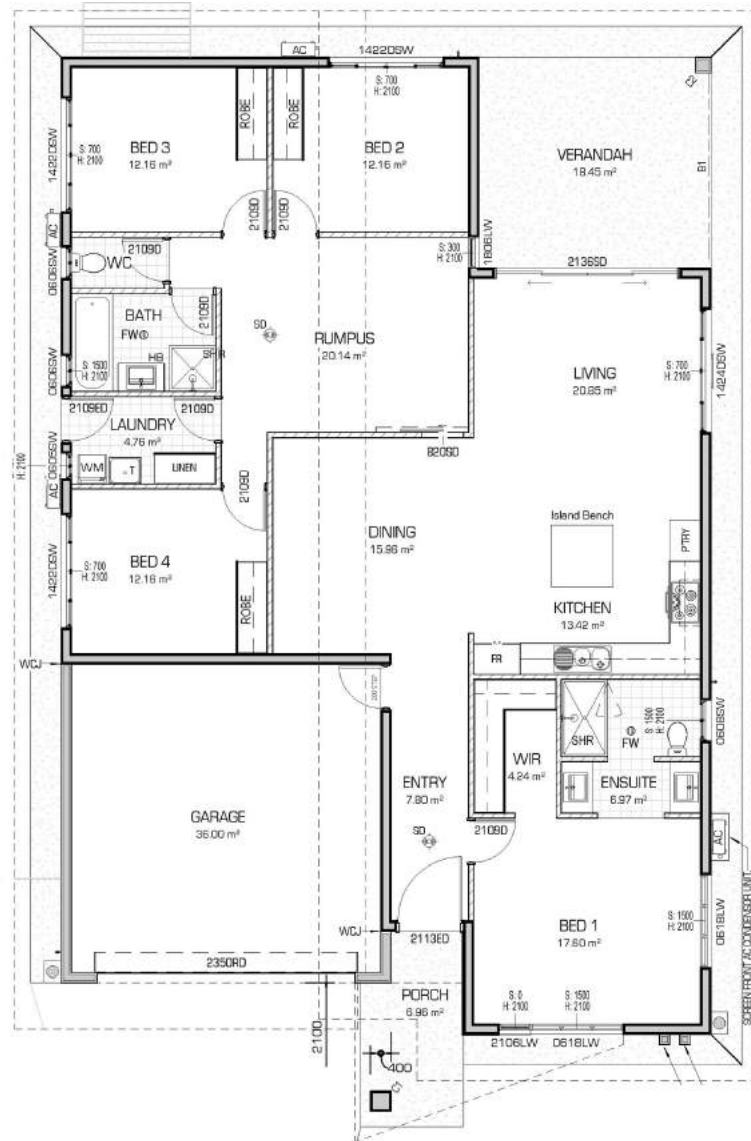 AC
1422DSW
S: 700
H: 2100
C2
BED 3
12.16 m²
ROBE
ROBE
BED 2
12.16 m²
VERANDAH
18.45 m²
B1
1422DSW
S: 700
H: 2100
2109D
2109D
AC
2109D
WC
0606SW
S: 300
H: 2100
1806LW
2136SD
BATH
FW
2109D
HB
SHR
SD
RUMPUS
20.14 m²
LIVING
20.85 m²
S: 700
H: 2100
1424DSW
0606SW
S: 1500
H: 2100
2109ED
2109D
LAUNDRY
4.76 m²
820SD
0605SW
H: 2100
WM
T
LINEN
AC
2109D
DINING
15.96 m²
Island Bench
PTRY
1422DSW
S: 700
H: 2100
BED 4
12.16 m²
ROBE
KITCHEN
13.42 m²
FR
WCJ
SHR
FW
S: 1500
H: 2100
0608SW
WIR
4.24 m²
ENSUITE
6.97 m²
GARAGE
36.00 m²
ENTRY
7.80 m²
SD
2109D
AC
SCREEN FRONT AC CONDENSOR UNIT
BED 1
17.60 m²
S: 1500
H: 2100
0618LW
WCJ
2113ED
2350RD
PORCH
6.96 m²
S: 0
H: 2100
S: 1500
H: 2100
2106LW
0618LW
2100
400
C1